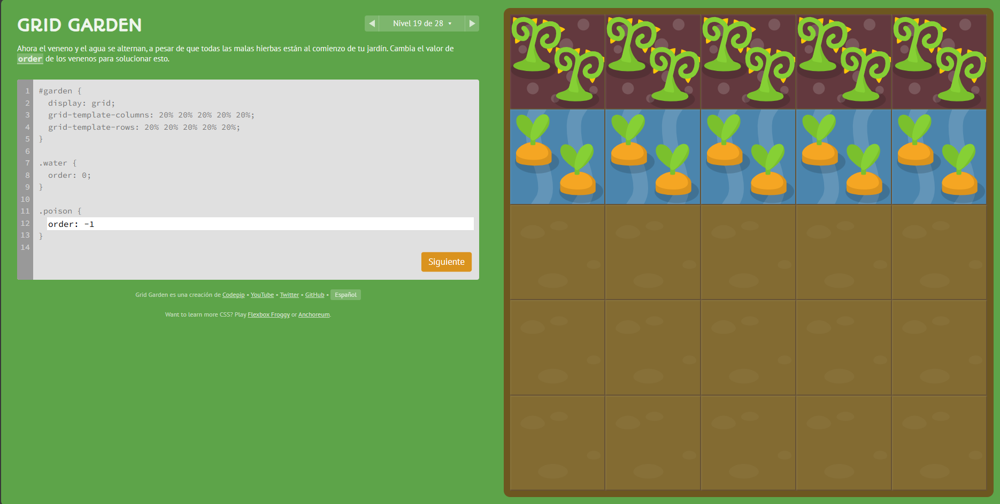 GRID GARDEN
◀ Nivel 19 de 28 ▾ ▶
Ahora el veneno y el agua se alternan, a pesar de que todas las malas hierbas están al comienzo de tu jardín. Cambia el valor de
order de los venenos para solucionar esto.
1 #garden {
2 display: grid;
3 grid-template-columns: 20% 20% 20% 20% 20%;
4 grid-template-rows: 20% 20% 20% 20% 20%;
5 }
6
7 .water {
8 order: 0;
9 }
10
11 .poison {
12 order: -1
13 }
14
Siguiente
Grid Garden es una creación de Codepip • YouTube • Twitter • GitHub • Español
Want to learn more CSS? Play Flexbox Froggy or Anchoreum.